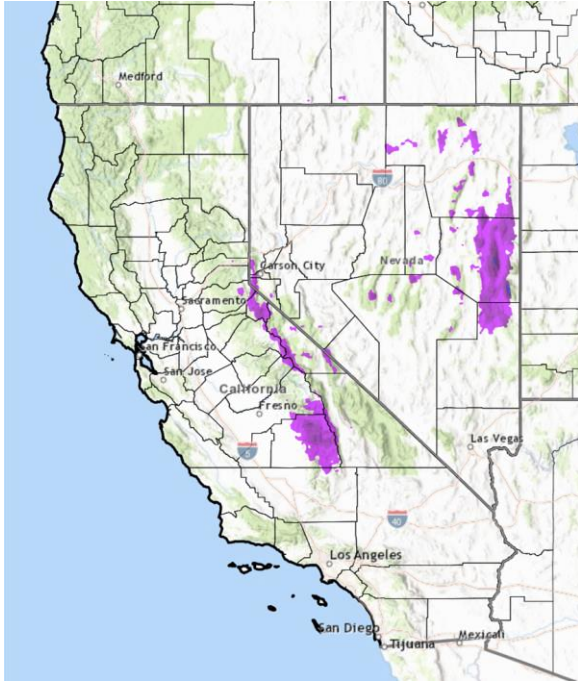 Medford
80
Carson City
Nevada
Sacramento
San Francisco
San Jose
California
Fresno
5
Las Vegas
40
Los Angeles
San Diego
Tijuana
Mexicali